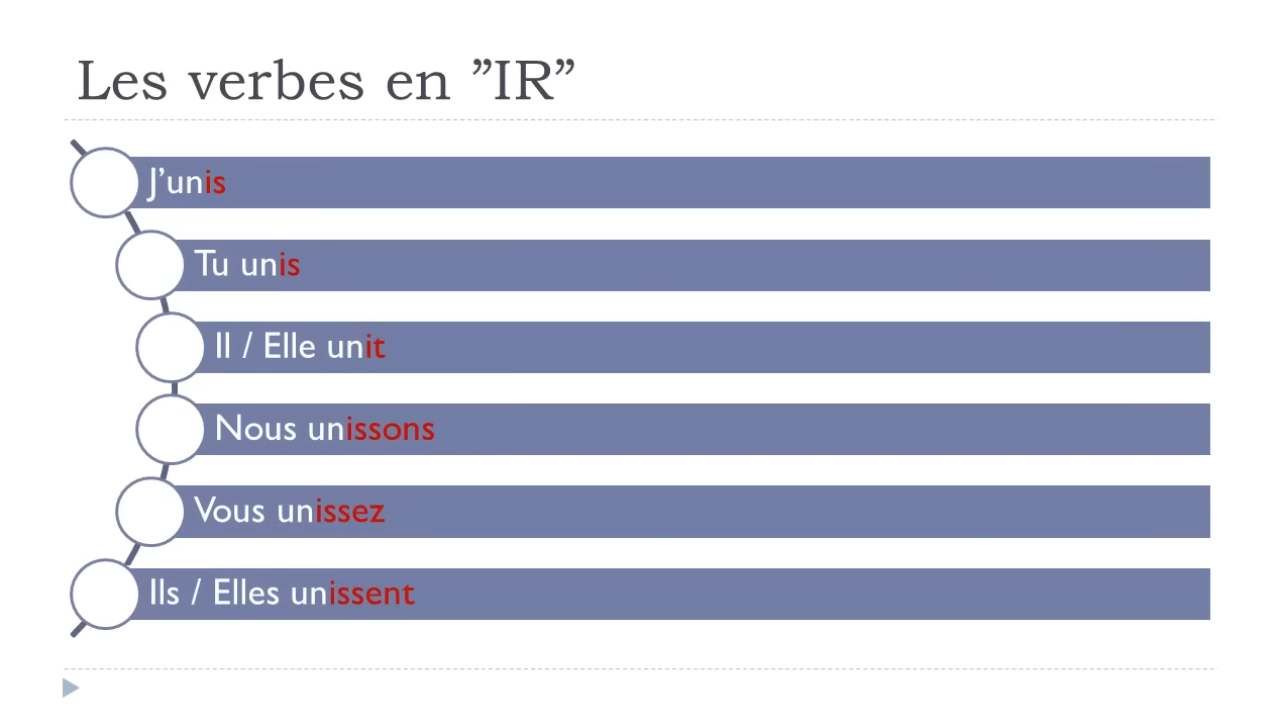 Les verbes en ”IR”
J’unis
Tu unis
Il / Elle unit
Nous unissons
Vous unissez
Ils / Elles unissent